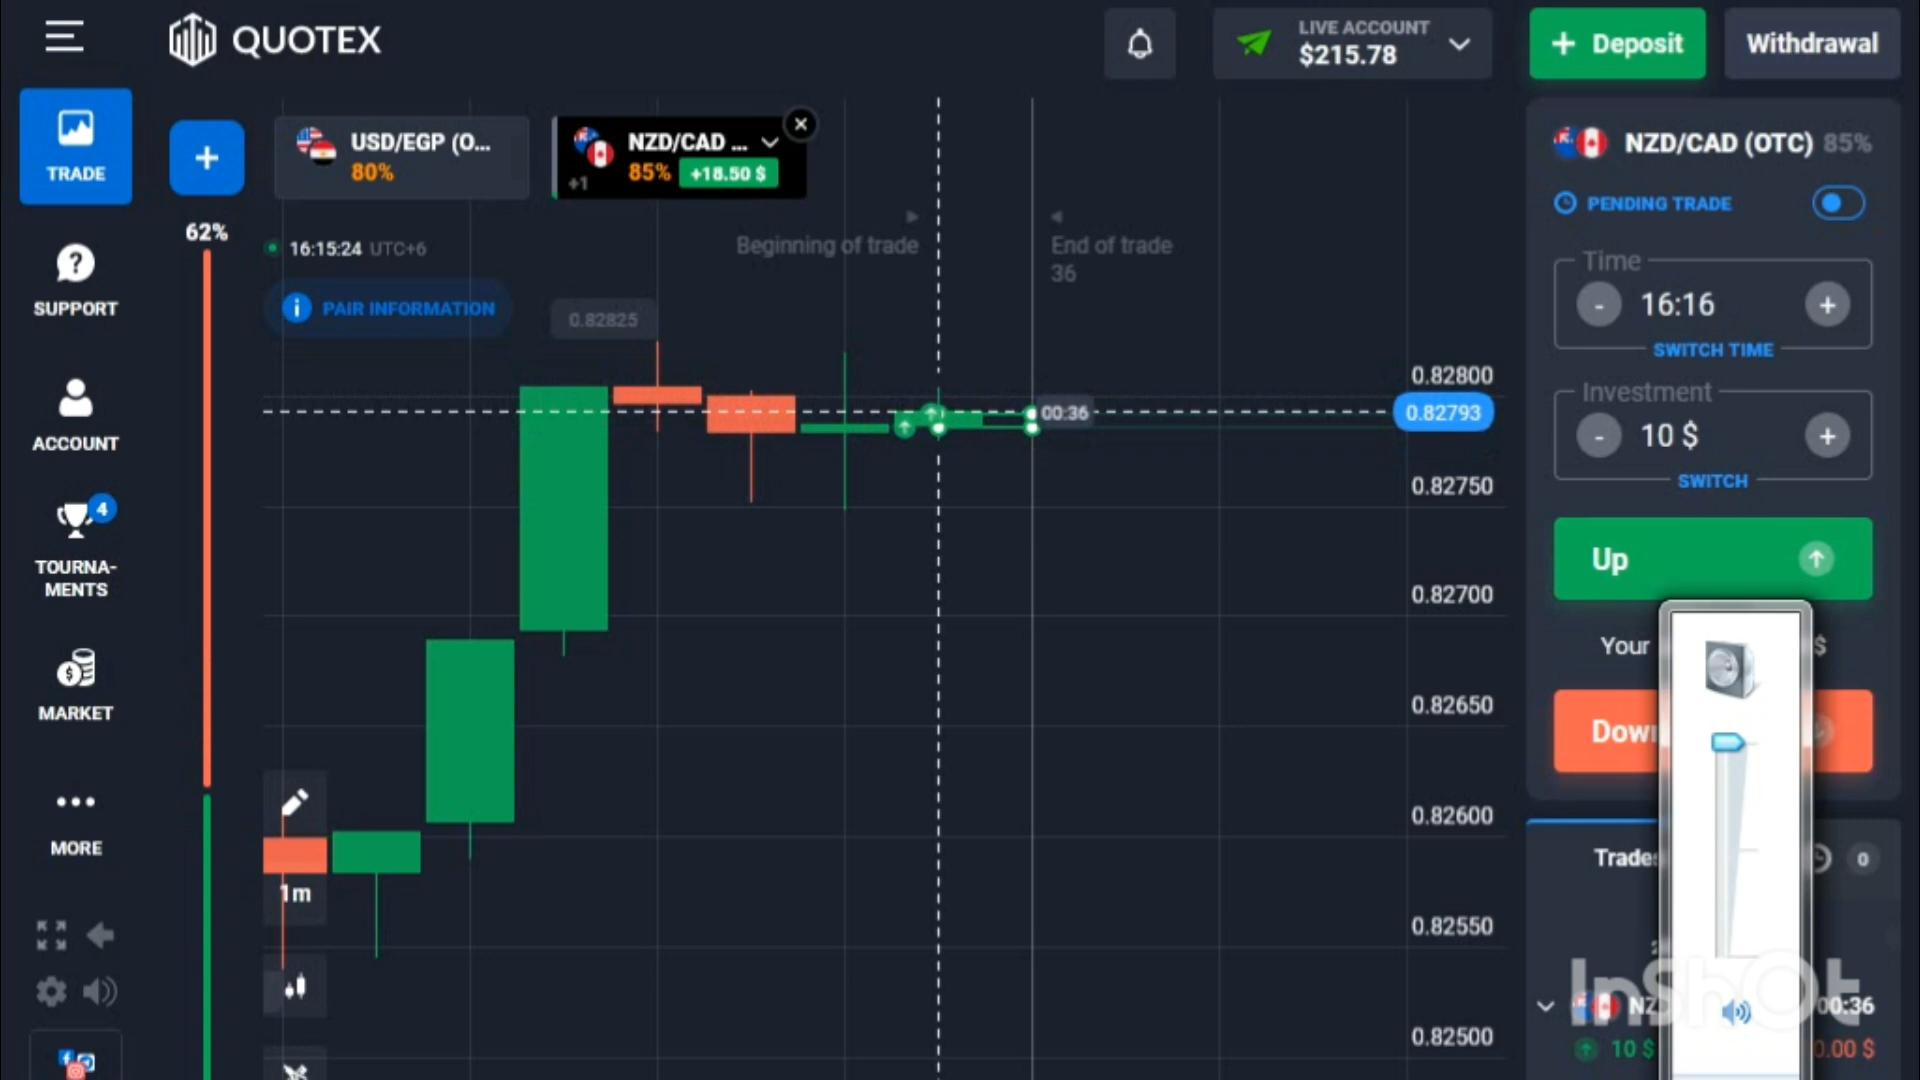 QUOTEX
LIVE ACCOUNT
$215.78
+ Deposit
Withdrawal
TRADE
+
USD/EGP (O...
80%
NZD/CAD ...
+1
85%
+18.50 $
NZD/CAD (OTC) 85%
PENDING TRADE
62%
16:15:24 UTC+6
Beginning of trade
End of trade
36
PAIR INFORMATION
0.82825
Time
- 16:16 +
SWITCH TIME
Investment
- 10 $ +
SWITCH
SUPPORT
ACCOUNT
4
TOURNA-
MENTS
MARKET
MORE
0.82800
00:36
0.82793
0.82750
0.82700
0.82650
0.82600
0.82550
0.82500
1m
Up
Your
$
Down
Trades
0
InShOt
NZD
00:36
10 $
0.00 $